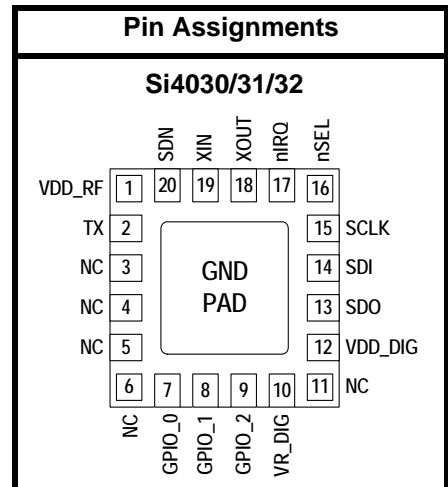 Pin Assignments
Si4030/31/32
SDN
XIN
XOUT
nIRQ
nSEL
20
19
18
17
16
VDD_RF 1
TX 2
NC 3
NC 4
NC 5
6
GND
PAD
15 SCLK
14 SDI
13 SDO
12 VDD_DIG
11 NC
7
8
9
10
NC
GPIO_0
GPIO_1
GPIO_2
VR_DIG